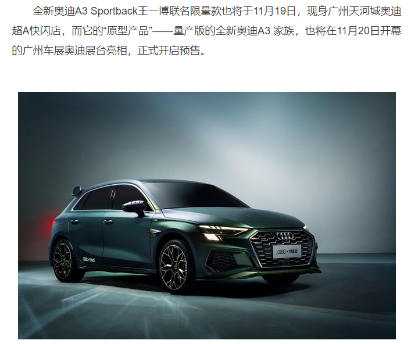 全新奥迪A3 Sportback王一博联名限量款也将于11月19日，现身广州天河城奥迪
超A快闪店，而它的“原型产品”——量产版的全新奥迪A3 家族，也将在11月20日开幕
的广州车展奥迪展台亮相，正式开启预售。